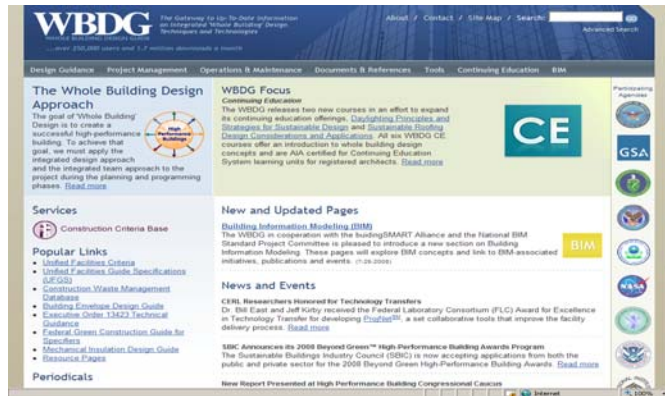 WBDG
WHOLE BUILDING DESIGN GUIDE
The Gateway to Up-To-Date Information
on Integrated 'Whole Building' Design
Techniques and Technologies
...over 250,000 users and 1.7 million downloads a month
About / Contact / Site Map / Search:
Advanced Search
Design Guidance Project Management Operations & Maintenance Documents & References Tools Continuing Education BIM
The Whole Building Design
Approach
The goal of 'Whole Building'
Design is to create a
successful high-performance
building. To achieve that
goal, we must apply the
integrated design approach
and the integrated team approach to the
project during the planning and programming
phases. Read more
High
Performance
Buildings
Services
Construction Criteria Base
Popular Links
Unified Facilities Criteria
Unified Facilities Guide Specifications
(UFGS)
Construction Waste Management
Database
Building Envelope Design Guide
Executive Order 13423 Technical
Guidance
Federal Green Construction Guide for
Specifiers
Mechanical Insulation Design Guide
Resource Pages
Periodicals
WBDG Focus
Continuing Education
The WBDG releases two new courses in an effort to expand
its continuing education offerings, Daylighting Principles and
Strategies for Sustainable Design and Sustainable Roofing
Design Considerations and Applications. All six WBDG CE
courses offer an introduction to whole building design
concepts and are AIA certified for Continuing Education
System learning units for registered architects. Read more
CE
New and Updated Pages
Building Information Modeling (BIM)
The WBDG in cooperation with the buidingSMART Alliance and the National BIM
Standard Project Committee is pleased to introduce a new section on Building
Information Modeling. These pages will explore BIM concepts and link to BIM-associated
initiatives, publications and events. (7-28-2008)
BIM
News and Events
CERL Researchers Honored for Technology Transfers
Dr. Bill East and Jeff Kirby received the Federal Laboratory Consortium (FLC) Award for Excellence
in Technology Transfer for developing ProjNet, a set collaborative tools that improve the facility
delivery process. Read more
SBIC Announces its 2008 Beyond Green™ High-Performance Building Awards Program
The Sustainable Buildings Industry Council (SBIC) is now accepting applications from both the
public and private sector for the 2008 Beyond Green High-Performance Building Awards. Read more
New Report Presented at High Performance Building Congressional Caucus
Participating
Agencies
GSA
NASA
Internet
100%